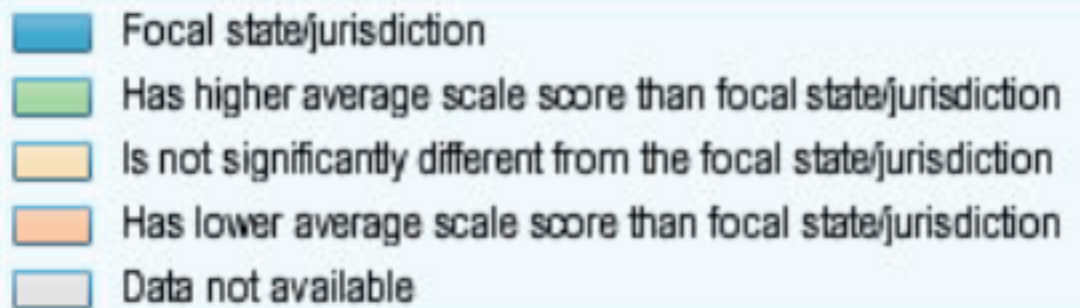 Focal state/jurisdiction
Has higher average scale score than focal state/jurisdiction
Is not significantly different from the focal state/jurisdiction
Has lower average scale score than focal state/jurisdiction
Data not available